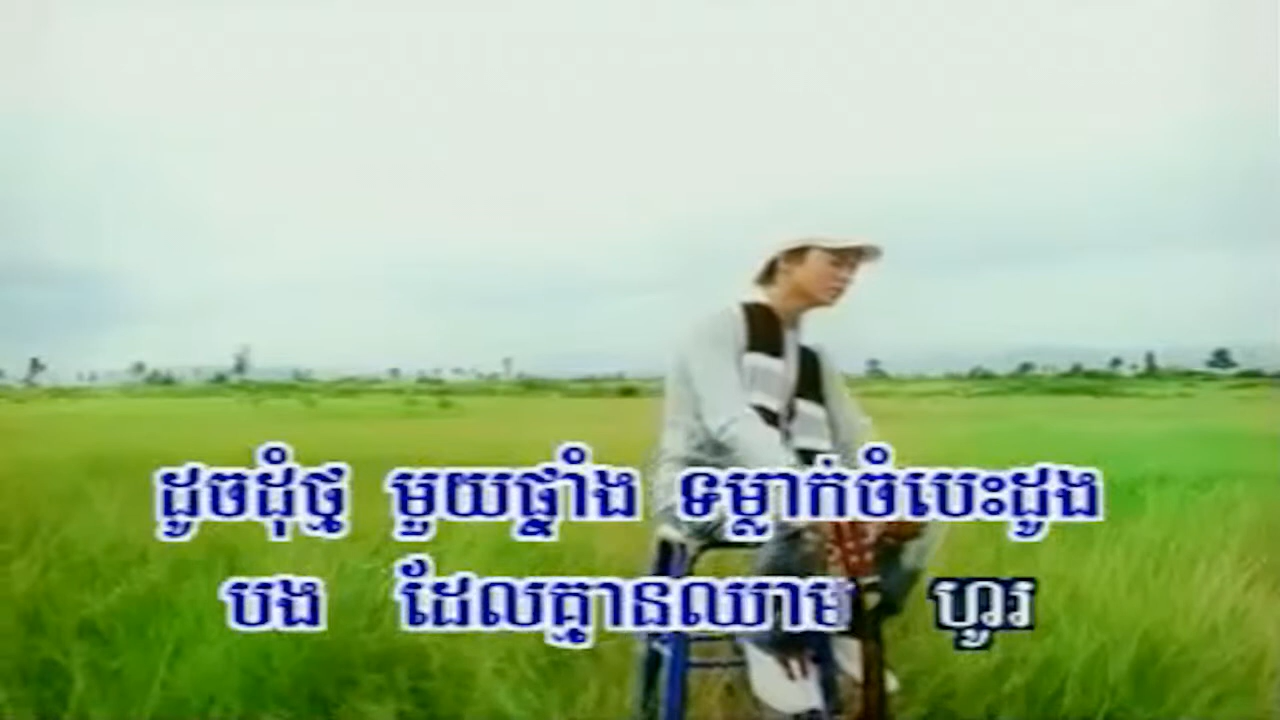 ដូចដុំថ្ម មួយផ្ទាំង ទម្លាក់ចំបេះដូង
បង ដែលគ្មានឈាម ហូរ